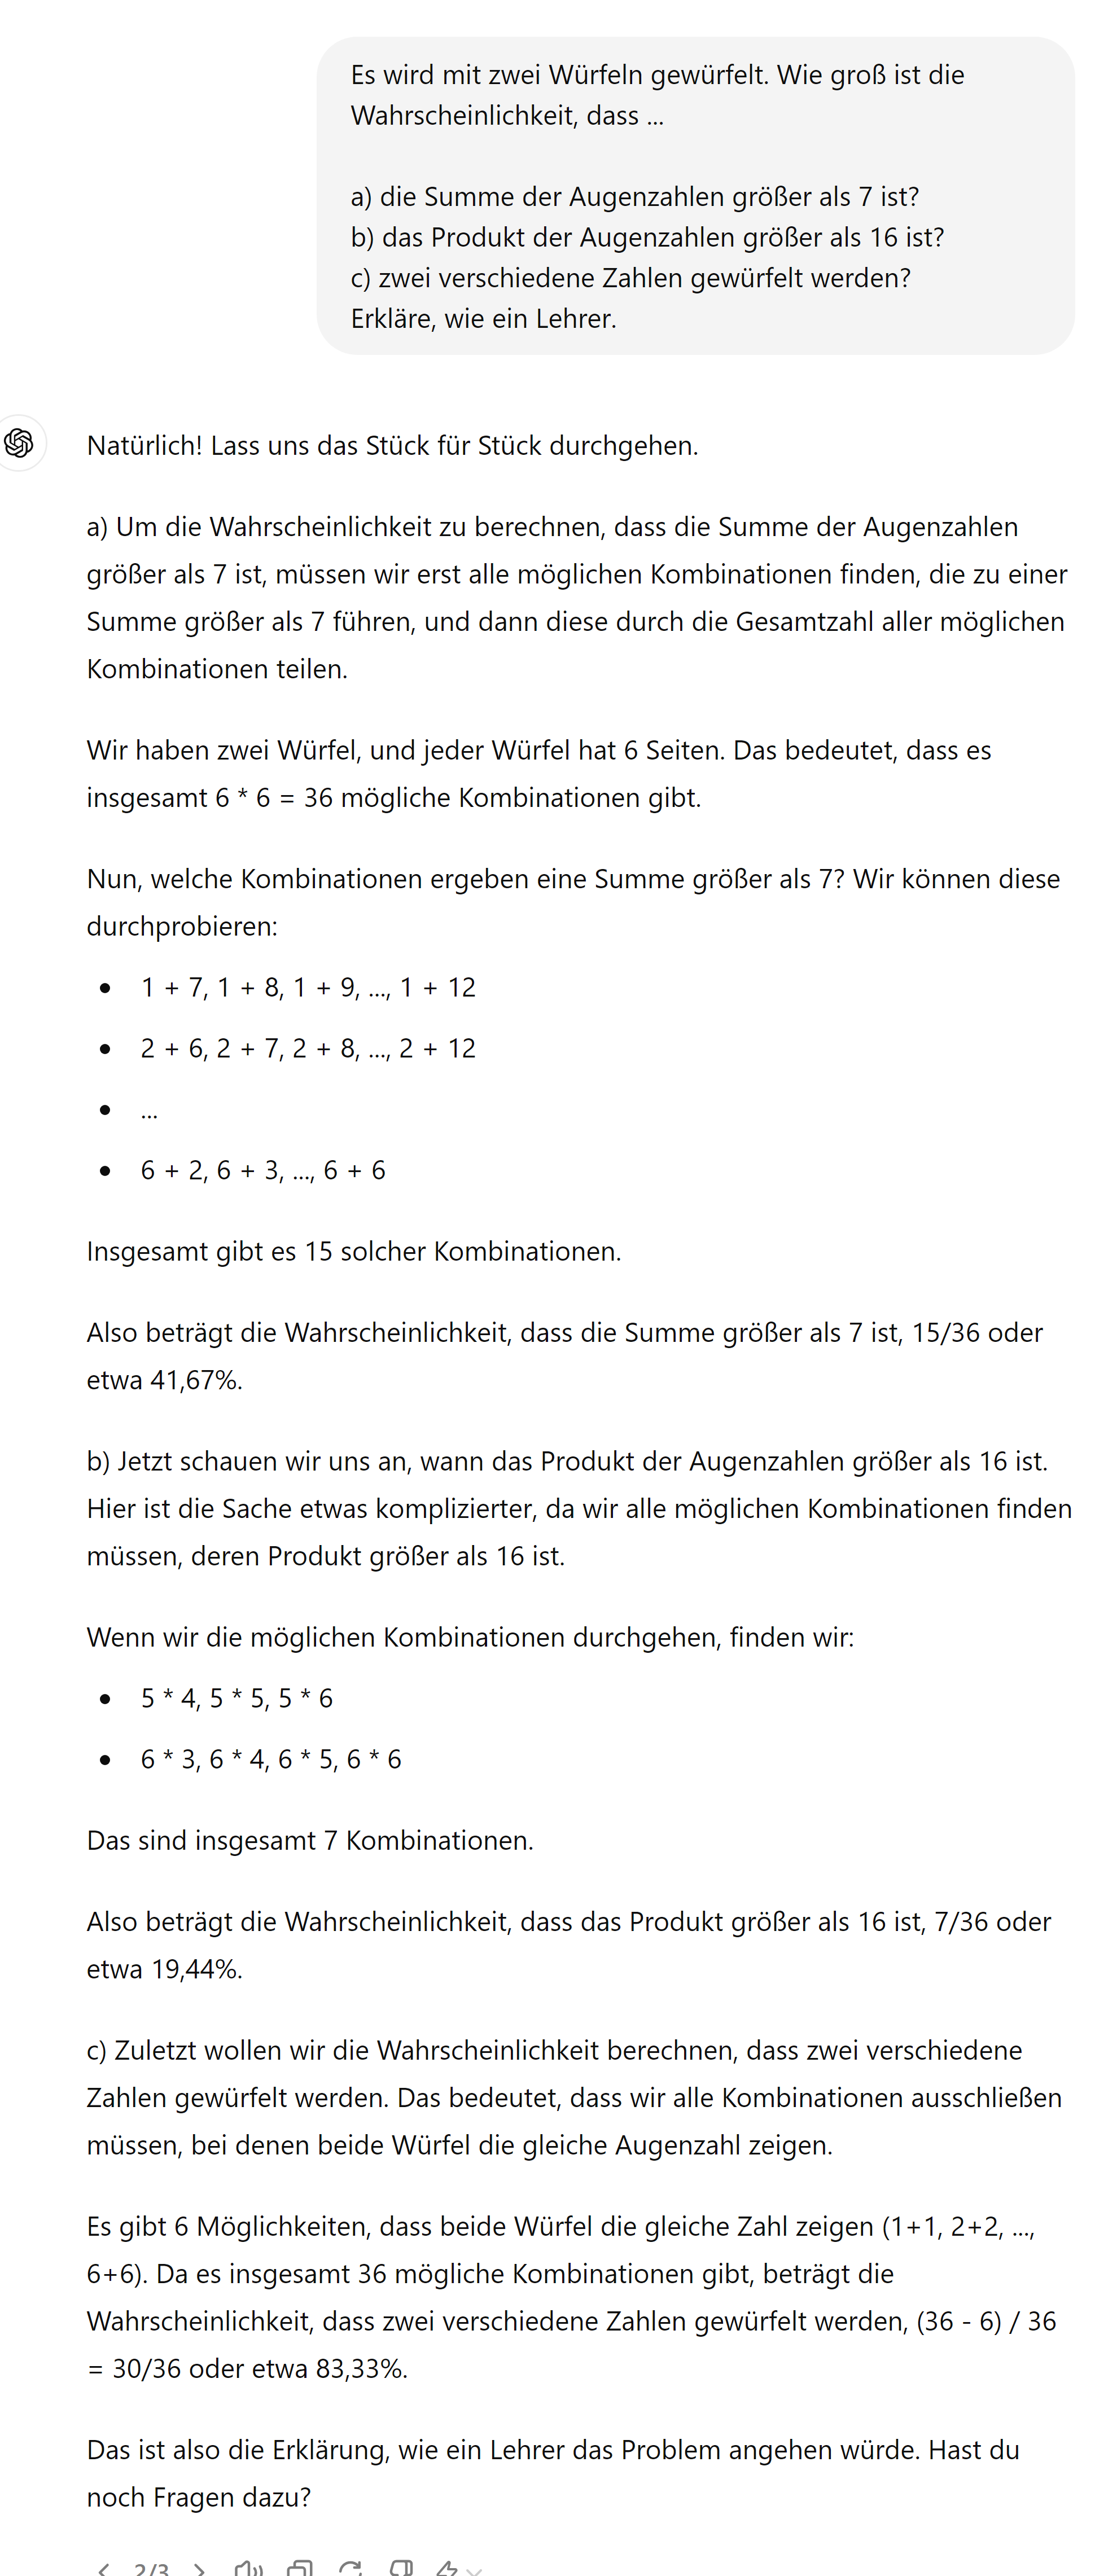 Es wird mit zwei Würfeln gewürfelt. Wie groß ist die
Wahrscheinlichkeit, dass ...
a) die Summe der Augenzahlen größer als 7 ist?
b) das Produkt der Augenzahlen größer als 16 ist?
c) zwei verschiedene Zahlen gewürfelt werden?
Erkläre, wie ein Lehrer.
Natürlich! Lass uns das Stück für Stück durchgehen.
a) Um die Wahrscheinlichkeit zu berechnen, dass die Summe der Augenzahlen
größer als 7 ist, müssen wir erst alle möglichen Kombinationen finden, die zu einer
Summe größer als 7 führen, und dann diese durch die Gesamtzahl aller möglichen
Kombinationen teilen.
Wir haben zwei Würfel, und jeder Würfel hat 6 Seiten. Das bedeutet, dass es
insgesamt 6 * 6 = 36 mögliche Kombinationen gibt.
Nun, welche Kombinationen ergeben eine Summe größer als 7? Wir können diese
durchprobieren:
• 1 + 7, 1 + 8, 1 + 9, ..., 1 + 12
• 2 + 6, 2 + 7, 2 + 8, ..., 2 + 12
• ...
• 6 + 2, 6 + 3, ..., 6 + 6
Insgesamt gibt es 15 solcher Kombinationen.
Also beträgt die Wahrscheinlichkeit, dass die Summe größer als 7 ist, 15/36 oder
etwa 41,67%.
b) Jetzt schauen wir uns an, wann das Produkt der Augenzahlen größer als 16 ist.
Hier ist die Sache etwas komplizierter, da wir alle möglichen Kombinationen finden
müssen, deren Produkt größer als 16 ist.
Wenn wir die möglichen Kombinationen durchgehen, finden wir:
• 5 * 4, 5 * 5, 5 * 6
• 6 * 3, 6 * 4, 6 * 5, 6 * 6
Das sind insgesamt 7 Kombinationen.
Also beträgt die Wahrscheinlichkeit, dass das Produkt größer als 16 ist, 7/36 oder
etwa 19,44%.
c) Zuletzt wollen wir die Wahrscheinlichkeit berechnen, dass zwei verschiedene
Zahlen gewürfelt werden. Das bedeutet, dass wir alle Kombinationen ausschließen
müssen, bei denen beide Würfel die gleiche Augenzahl zeigen.
Es gibt 6 Möglichkeiten, dass beide Würfel die gleiche Zahl zeigen (1+1, 2+2, ...,
6+6). Da es insgesamt 36 mögliche Kombinationen gibt, beträgt die
Wahrscheinlichkeit, dass zwei verschiedene Zahlen gewürfelt werden, (36 - 6) / 36
= 30/36 oder etwa 83,33%.
Das ist also die Erklärung, wie ein Lehrer das Problem angehen würde. Hast du
noch Fragen dazu?
2/3